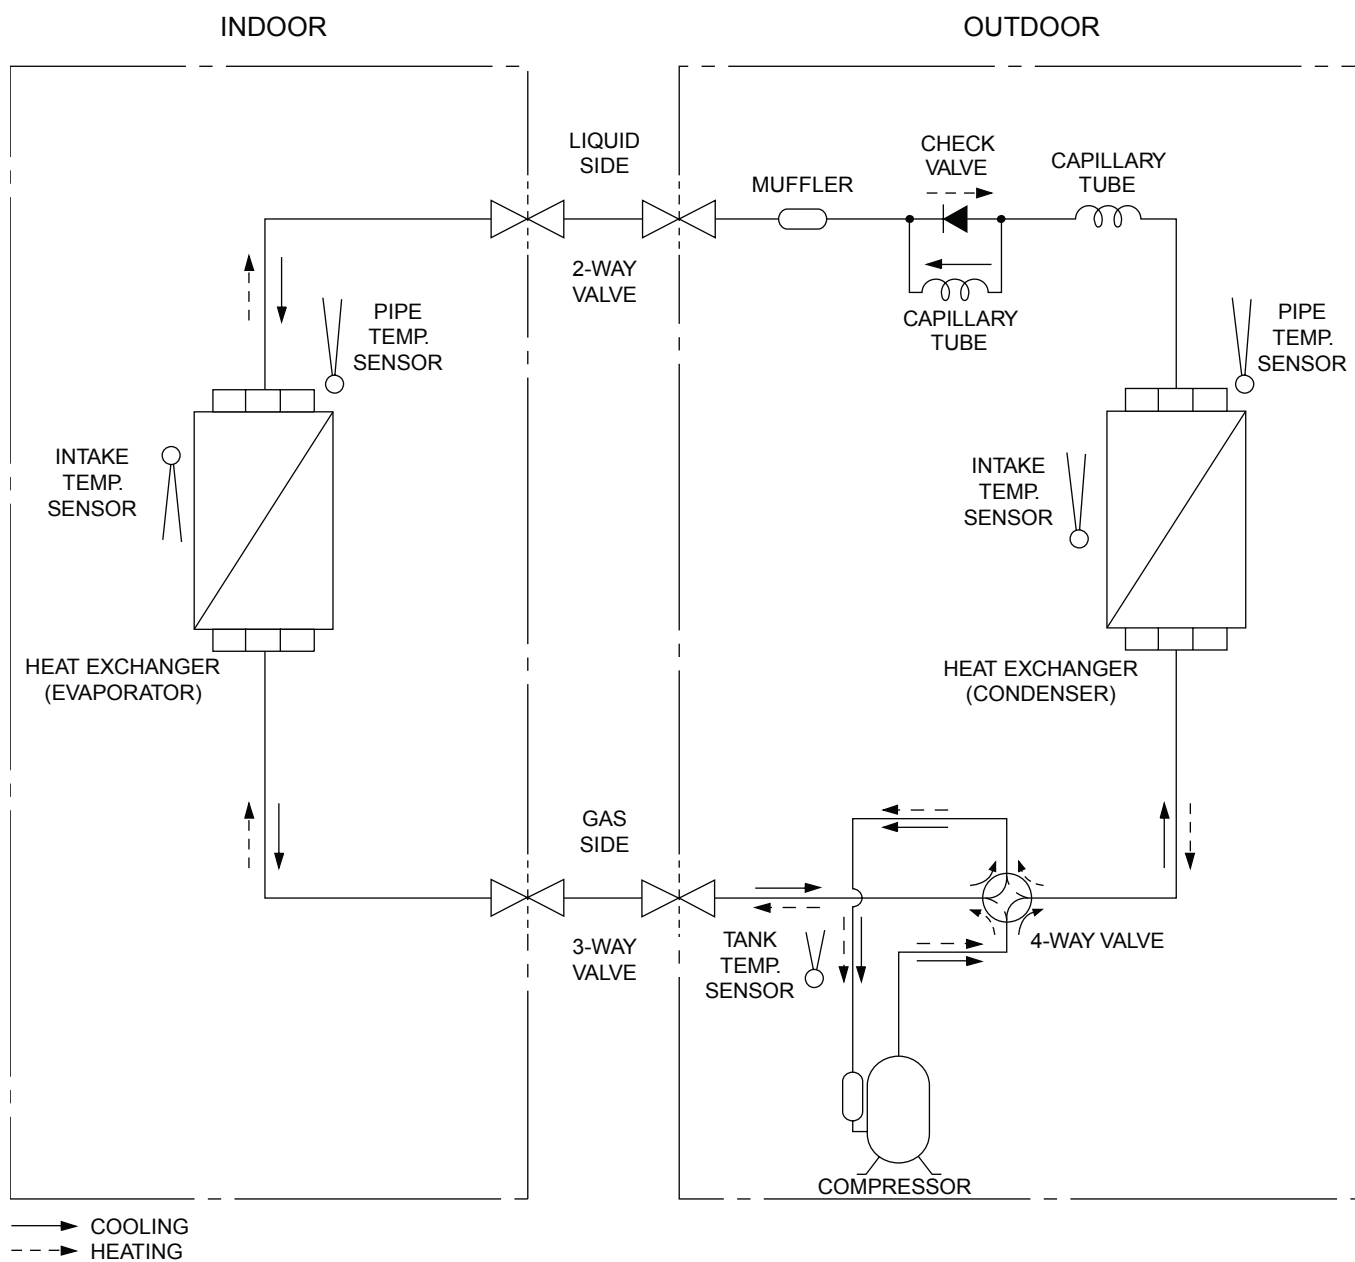 INDOOR
OUTDOOR
LIQUID
SIDE
MUFFLER
CHECK
VALVE
CAPILLARY
TUBE
2-WAY
VALVE
CAPILLARY
TUBE
PIPE
TEMP.
SENSOR
PIPE
TEMP.
SENSOR
INTAKE
TEMP.
SENSOR
INTAKE
TEMP.
SENSOR
HEAT EXCHANGER
(EVAPORATOR)
HEAT EXCHANGER
(CONDENSER)
GAS
SIDE
3-WAY
VALVE
TANK
TEMP.
SENSOR
4-WAY VALVE
COMPRESSOR
COOLING
HEATING